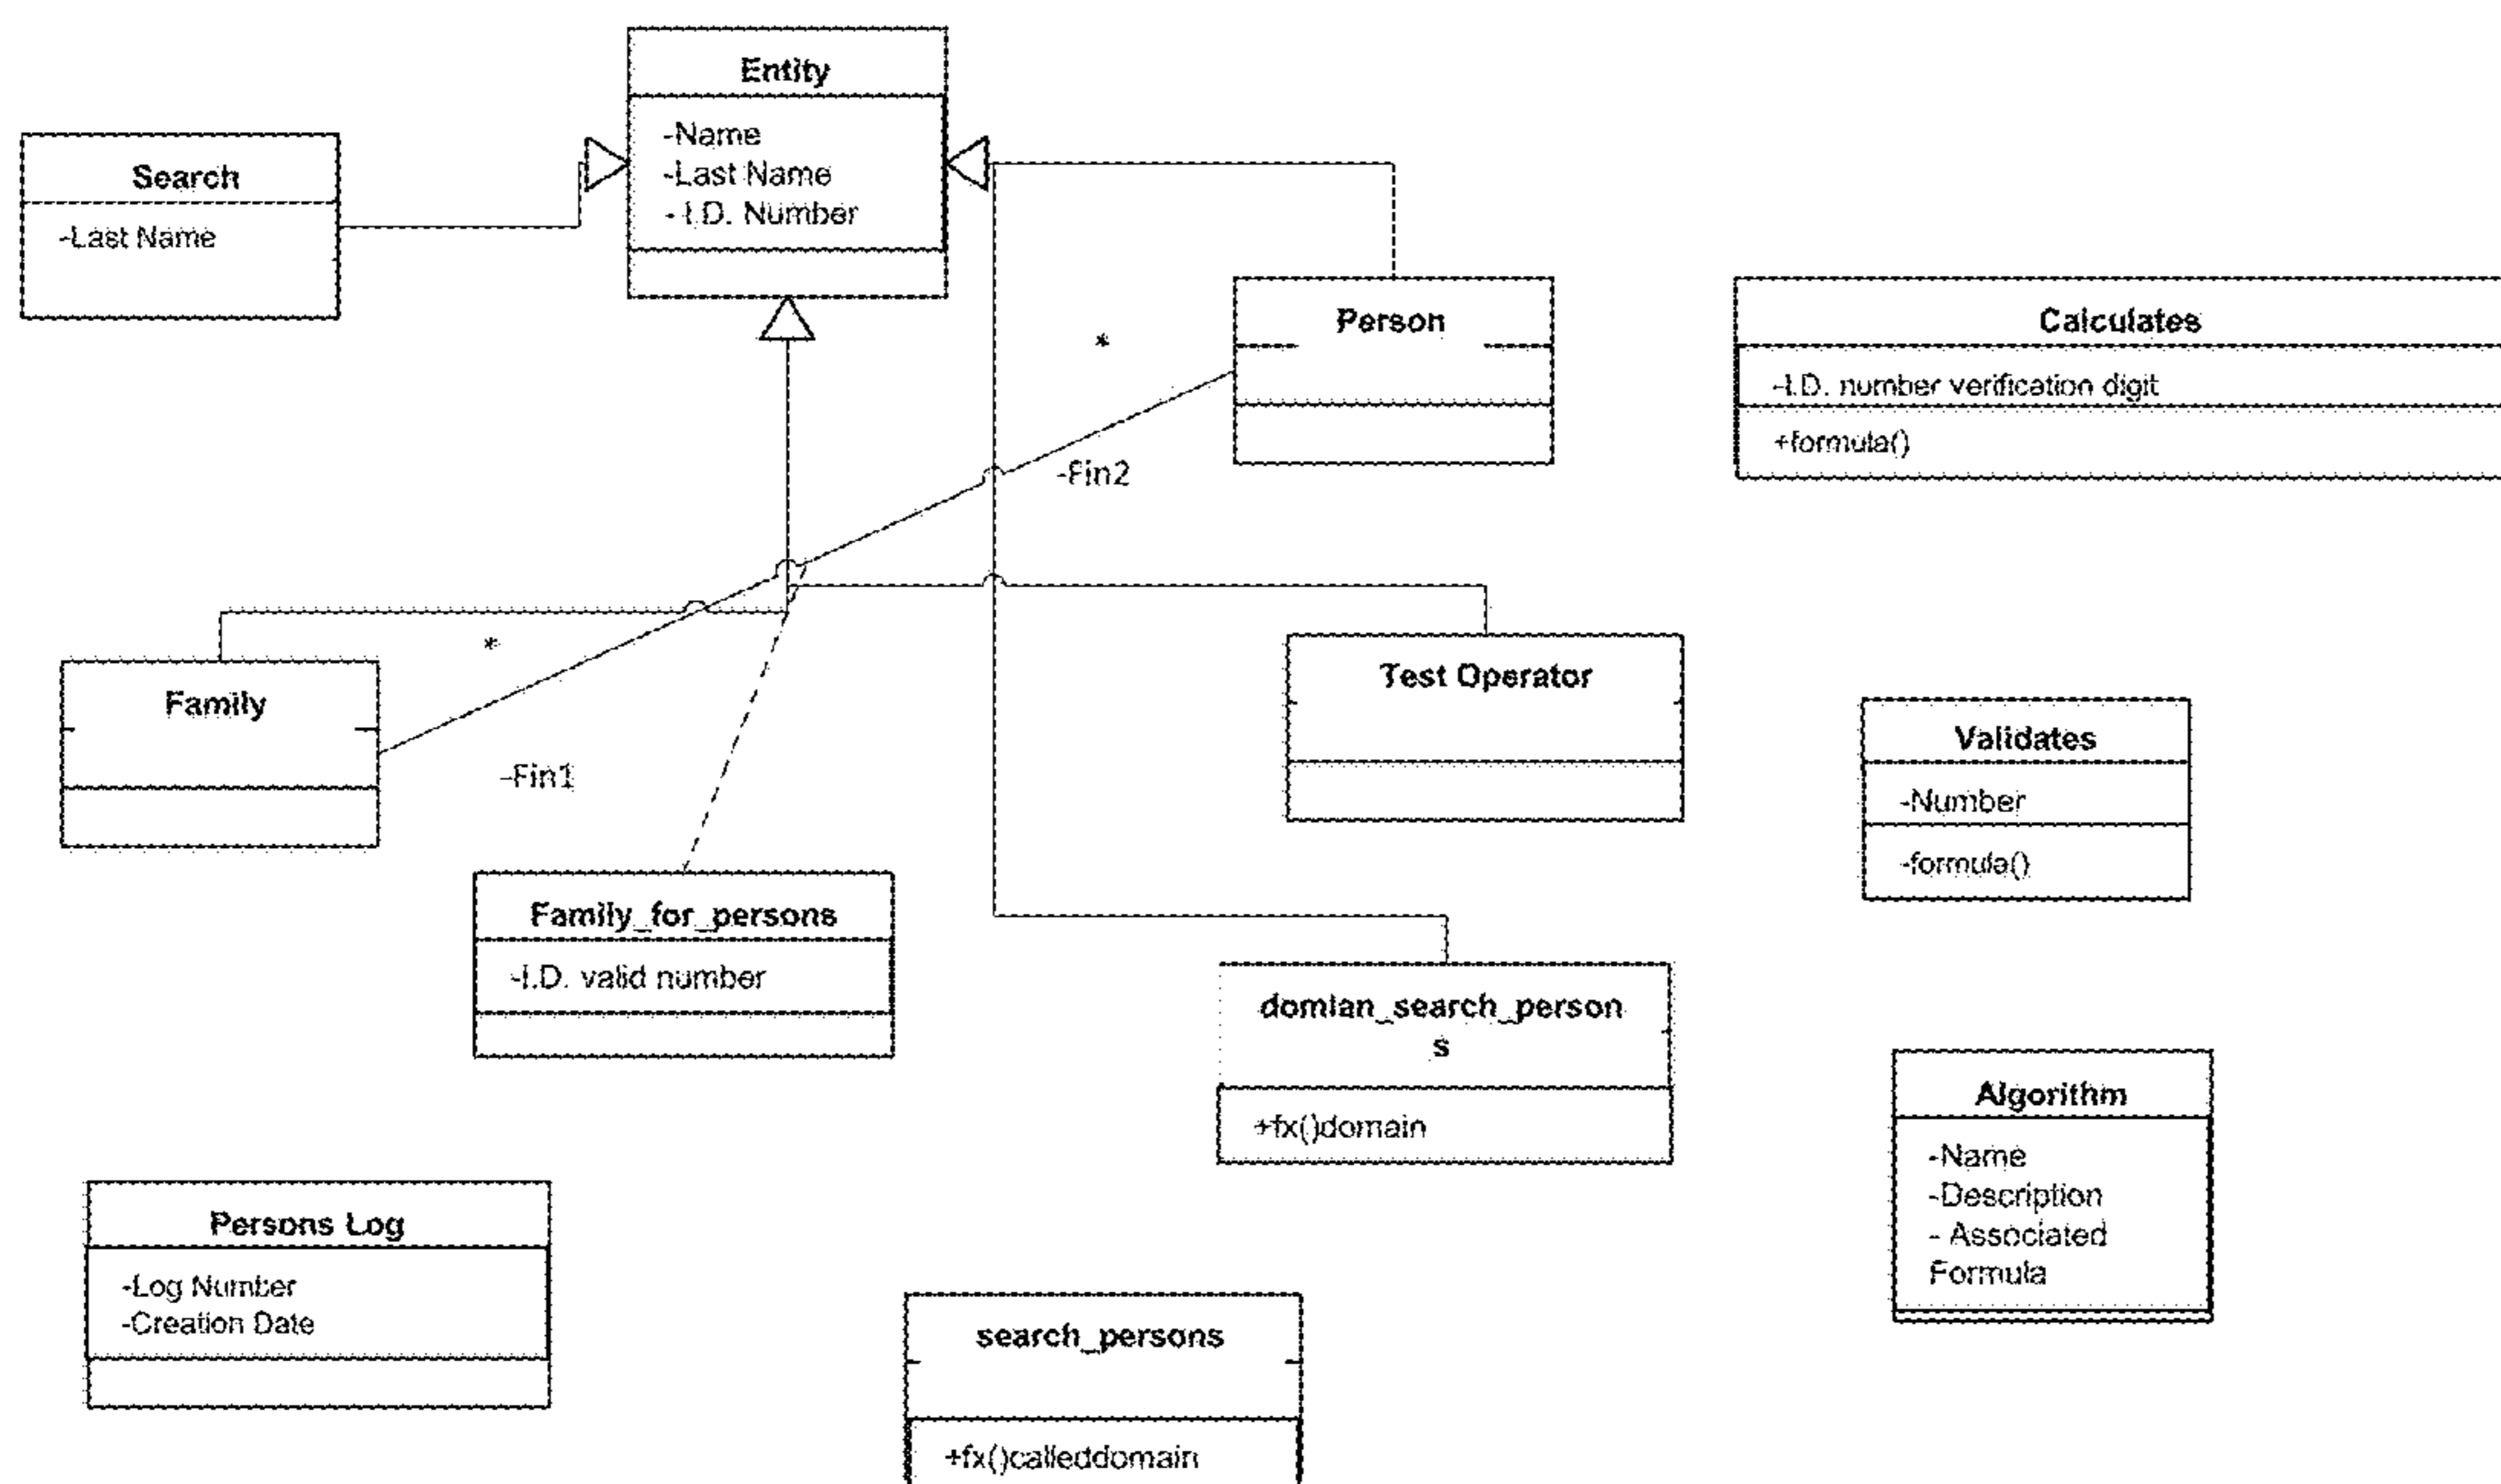 Entity
-Name
-Last Name
- I.D. Number
Search
-Last Name
Person
*
-Fin2
Calculates
-I.D. number verification digit
+formula()
Family
*
-Fin1
Test Operator
Validates
-Number
-formula()
Family_for_persons
-I.D. valid number
domian_search_person
s
+fx()domain
Algorithm
-Name
-Description
- Associated
Formula
Persons Log
-Log Number
-Creation Date
search_persons
+fx()calleddomain